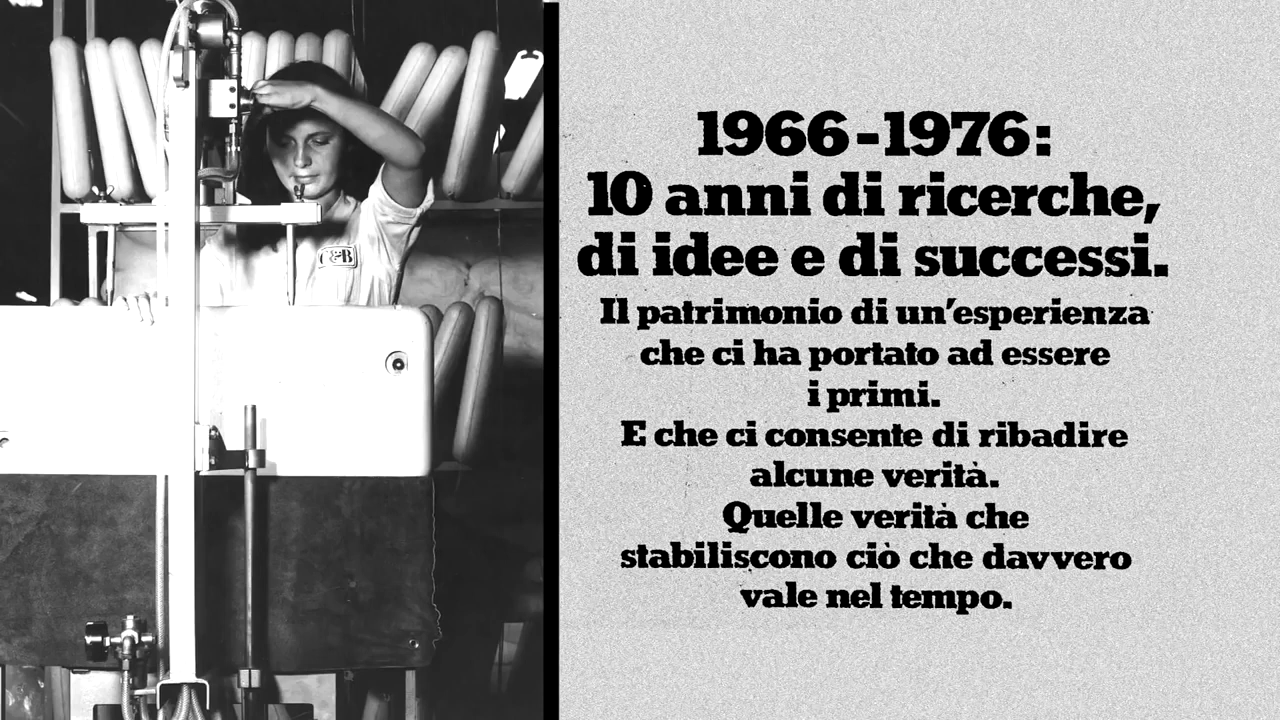 C&B
1966-1976:
10 anni di ricerche,
di idee e di successi.
Il patrimonio di un'esperienza
che ci ha portato ad essere
i primi.
E che ci consente di ribadire
alcune verità.
Quelle verità che
stabiliscono ciò che davvero
vale nel tempo.